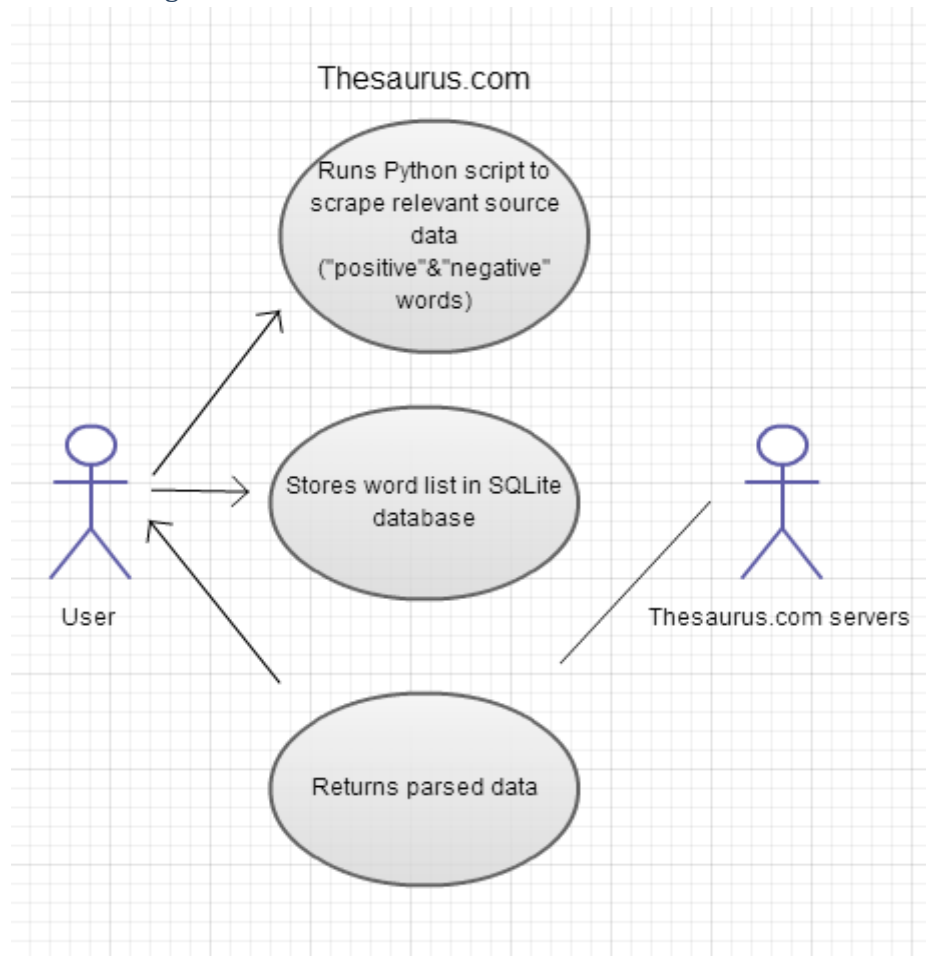 Thesaurus.com
Runs Python script to
scrape relevant source
data
("positive"&"negative"
words)
Stores word list in SQLite
database
User
Thesaurus.com servers
Returns parsed data